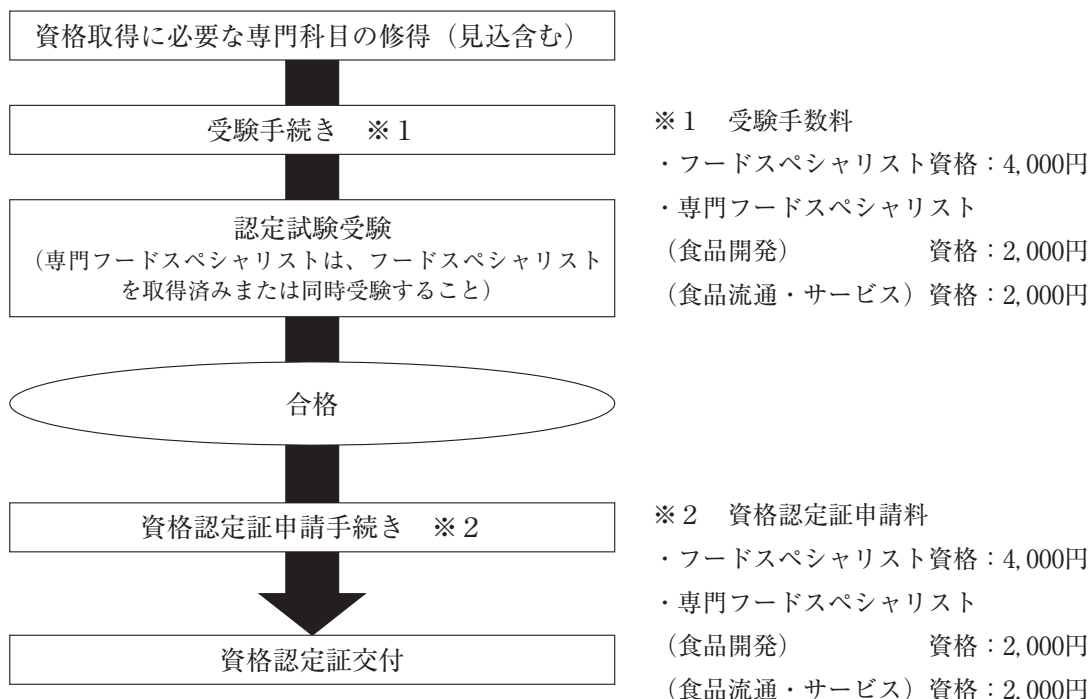 資格取得に必要な専門科目の修得（見込含む）
受験手続き　※１
※１　受験手数料
・フードスペシャリスト資格：4,000円
・専門フードスペシャリスト
（食品開発）　　　　　資格：2,000円
（食品流通・サービス）資格：2,000円
認定試験受験
（専門フードスペシャリストは、フードスペシャリスト
を取得済みまたは同時受験すること）
合格
資格認定証申請手続き　※２
※２　資格認定証申請料
・フードスペシャリスト資格：4,000円
・専門フードスペシャリスト
（食品開発）　　　　　資格：2,000円
（食品流通・サービス）資格：2,000円
資格認定証交付